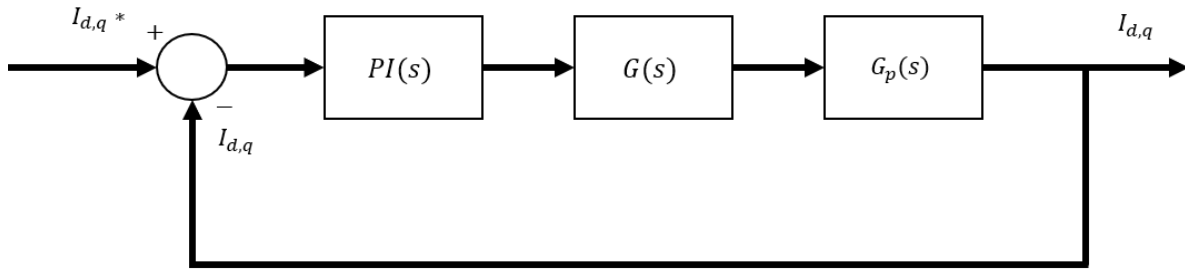 I_{d,q} *
+
−
I_{d,q}
PI(s)
G(s)
G_p(s)
I_{d,q}